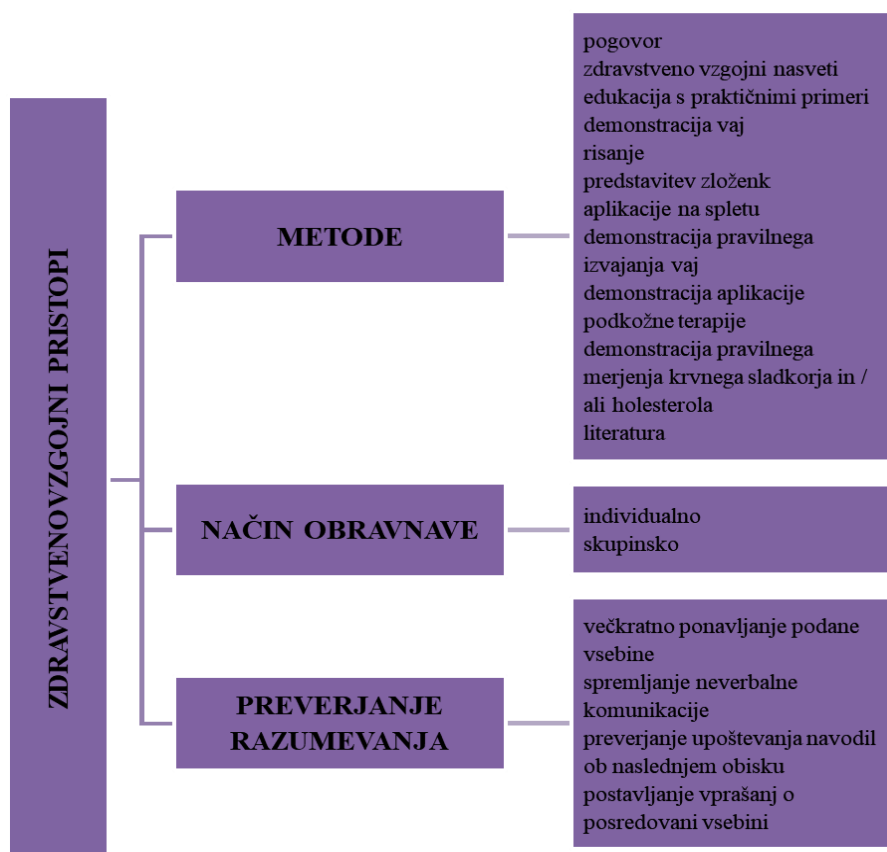 ZDRAVSTVENOVZGOJNI PRISTOPI
METODE
pogovor
zdravstveno vzgojni nasveti
edukacija s praktičnimi primeri
demonstracija vaj
risanje
predstavitev zloženk
aplikacije na spletu
demonstracija pravilnega
izvajanja vaj
demonstracija aplikacije
podkožne terapije
demonstracija pravilnega
merjenja krvnega sladkorja in /
ali holesterola
literatura
NAČIN OBRAVNAVE
individualno
skupinsko
PREVERJANJE
RAZUMEVANJA
večkratno ponavljanje podane
vsebine
spremljanje neverbalne
komunikacije
preverjanje upoštevanja navodil
ob naslednjem obisku
postavljanje vprašanj o
posredovani vsebini